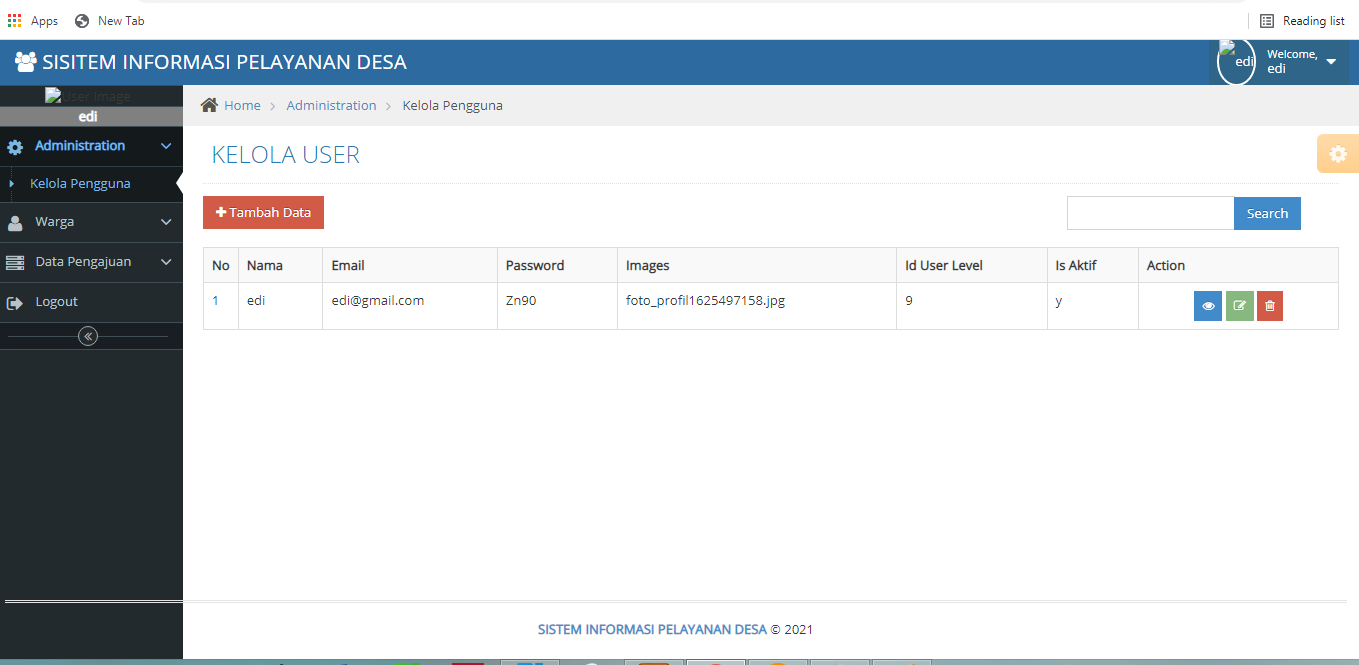 Apps New Tab Reading list
SISITEM INFORMASI PELAYANAN DESA
edi Welcome, edi
User Image
edi
Administration
Kelola Pengguna
Warga
Data Pengajuan
Logout
Home Administration Kelola Pengguna
KELOLA USER
Tambah Data
Search
No Nama Email Password Images Id User Level Is Aktif Action
1 edi edi@gmail.com Zn90 foto_profil1625497158.jpg 9 y
SISTEM INFORMASI PELAYANAN DESA © 2021